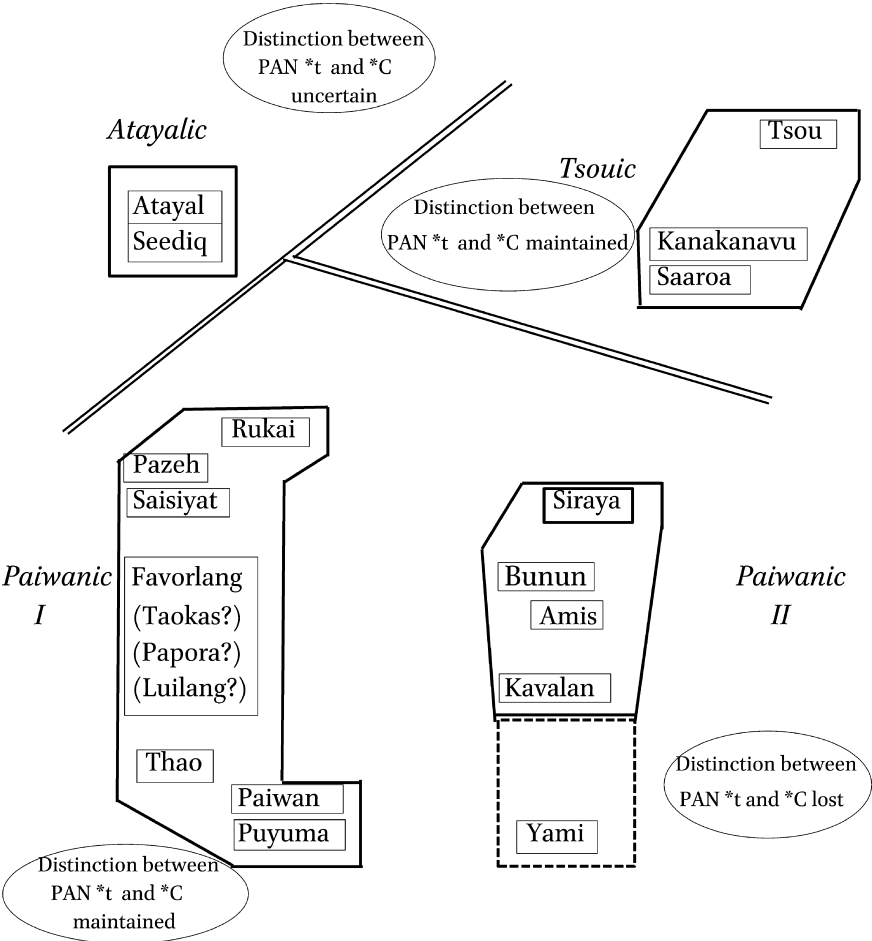 Distinction between
PAN *t and *C
uncertain
Atayalic
Atayal
Seediq
Tsouic
Distinction between
PAN *t and *C maintained
Tsou
Kanakanavu
Saaroa
Paiwanic
I
Rukai
Pazeh
Saisiyat
Favorlang
(Taokas?)
(Papora?)
(Luilang?)
Thao
Paiwan
Puyuma
Distinction between
PAN *t and *C
maintained
Siraya
Bunun
Amis
Kavalan
Yami
Paiwanic
II
Distinction between
PAN *t and *C lost